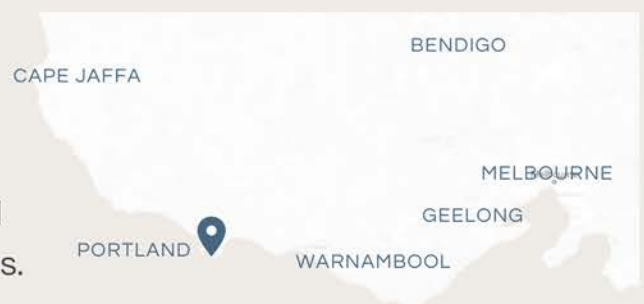 BENDIGO
CAPE JAFFA
MELBOURNE
GEELONG
PORTLAND
s.
WARNAMBOOL